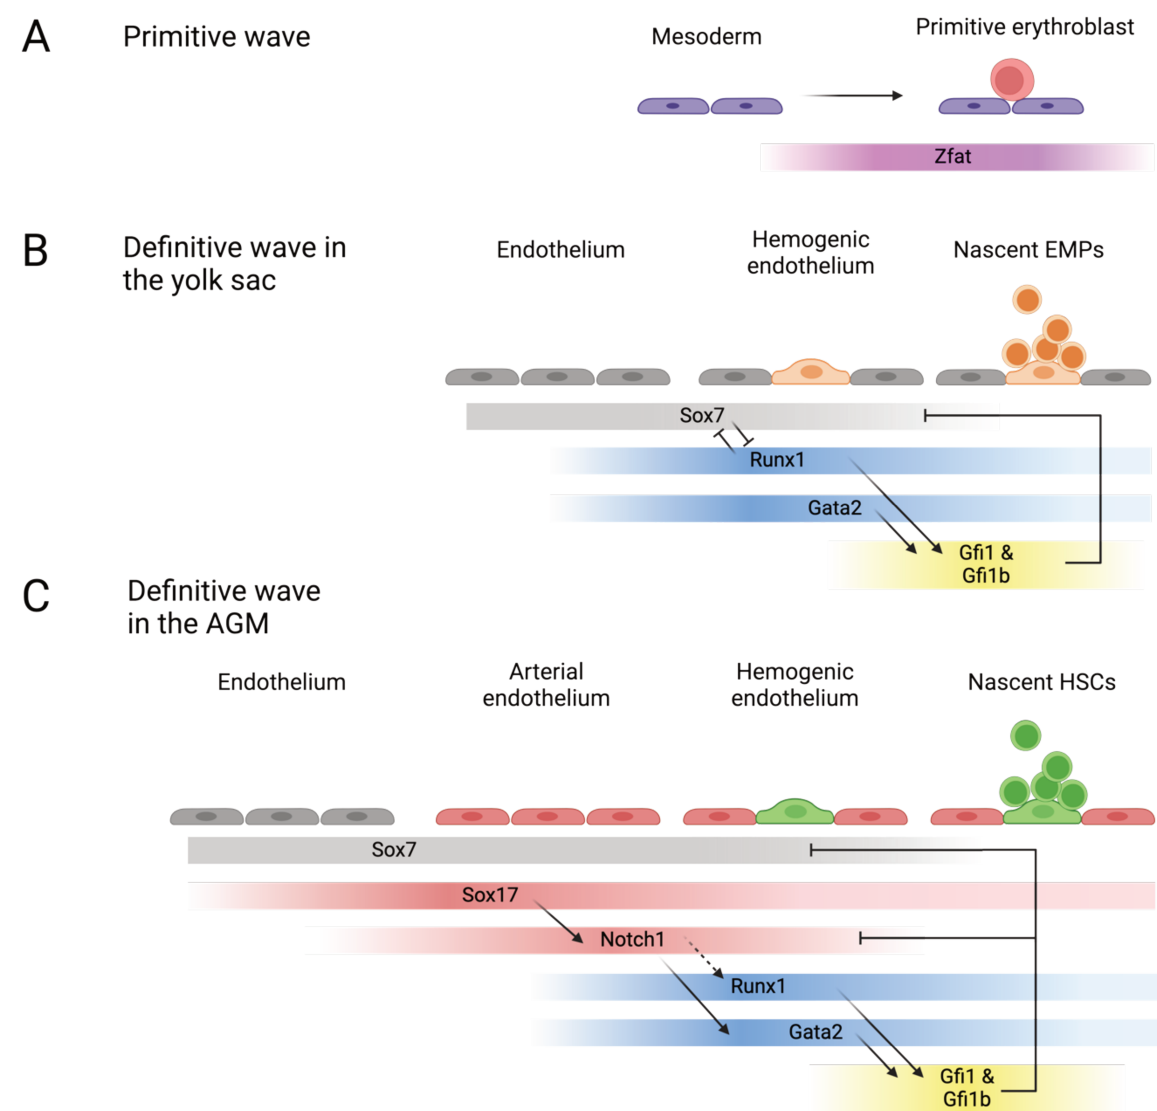 A
Primitive wave
Mesoderm
Primitive erythroblast
Zfat
B
Definitive wave in
the yolk sac
Endothelium
Hemogenic
endothelium
Nascent EMPs
Sox7
Runx1
Gata2
Gfi1 &
Gfi1b
C
Definitive wave
in the AGM
Endothelium
Arterial
endothelium
Hemogenic
endothelium
Nascent HSCs
Sox7
Sox17
Notch1
Runx1
Gata2
Gfi1 &
Gfi1b